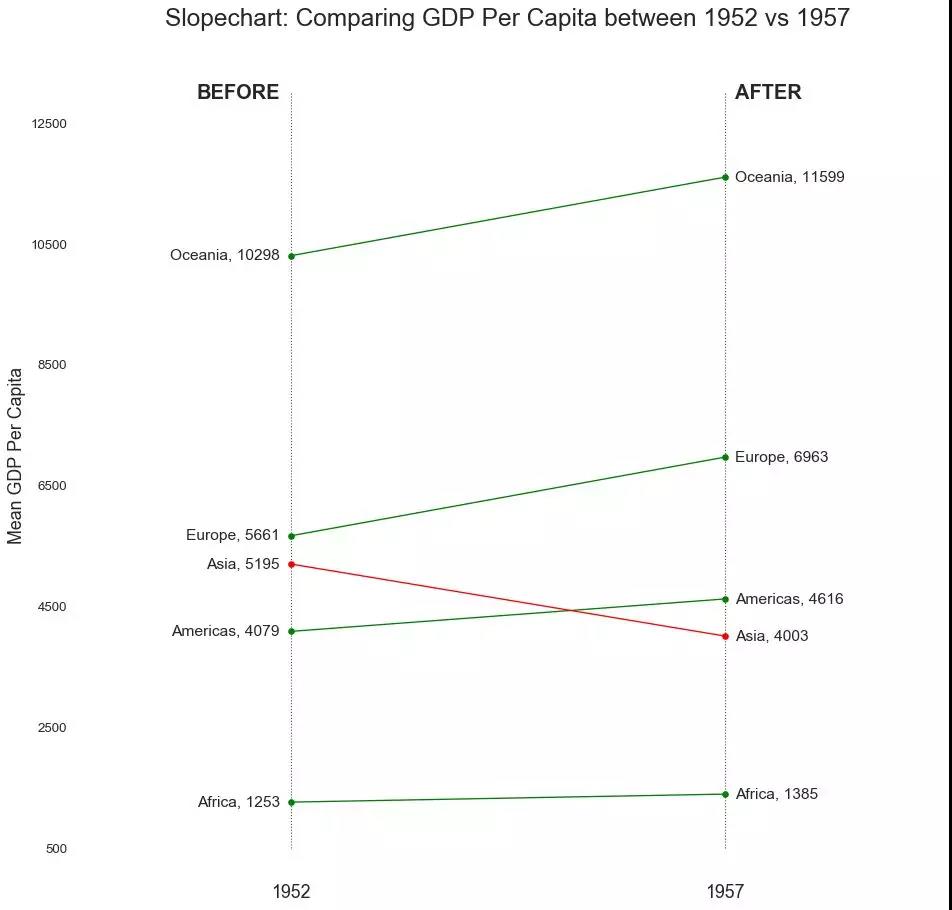 Slopechart: Comparing GDP Per Capita between 1952 vs 1957
BEFORE
AFTER
12500
Oceania, 11599
10500
Oceania, 10298
8500
Mean GDP Per Capita
Europe, 6963
6500
Europe, 5661
Asia, 5195
4500
Americas, 4616
Americas, 4079
Asia, 4003
2500
Africa, 1385
Africa, 1253
500
1952
1957